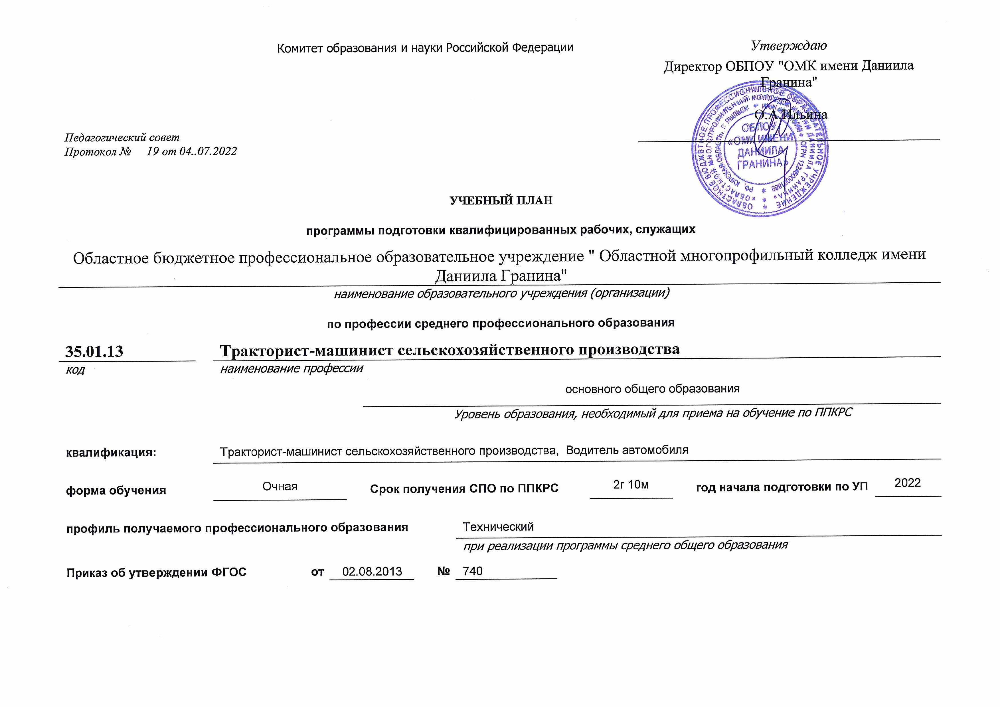 Комитет образования и науки Российской Федерации
Утверждаю
Директор ОБПОУ "ОМК имени Даниила
Гранина"
О.А.Ильина
Педагогический совет
Протокол № 19 от 04..07.2022
ОБЛАСТНОЕ БЮДЖЕТНОЕ ПРОФЕССИОНАЛЬНОЕ ОБРАЗОВАТЕЛЬНОЕ УЧРЕЖДЕНИЕ *
«ОБЛАСТНОЙ МНОГОПРОФИЛЬНЫЙ КОЛЛЕДЖ ИМЕНИ ДАНИИЛА ГРАНИНА» *
РФ, КУРСКАЯ ОБЛАСТЬ, Г. РЫЛЬСК * ИНН * ОГРН 1224600001889 *
ОБПОУ
«ОМК ИМЕНИ
ДАНИИЛА
ГРАНИНА»
УЧЕБНЫЙ ПЛАН
программы подготовки квалифицированных рабочих, служащих
Областное бюджетное профессиональное образовательное учреждение " Областной многопрофильный колледж имени
Даниила Гранина"
наименование образовательного учреждения (организации)
по профессии среднего профессионального образования
35.01.13 Тракторист-машинист сельскохозяйственного производства
код наименование профессии
основного общего образования
Уровень образования, необходимый для приема на обучение по ППКРС
квалификация: Тракторист-машинист сельскохозяйственного производства, Водитель автомобиля
форма обучения Очная Срок получения СПО по ППКРС 2г 10м год начала подготовки по УП 2022
профиль получаемого профессионального образования Технический
при реализации программы среднего общего образования
Приказ об утверждении ФГОС от 02.08.2013 № 740